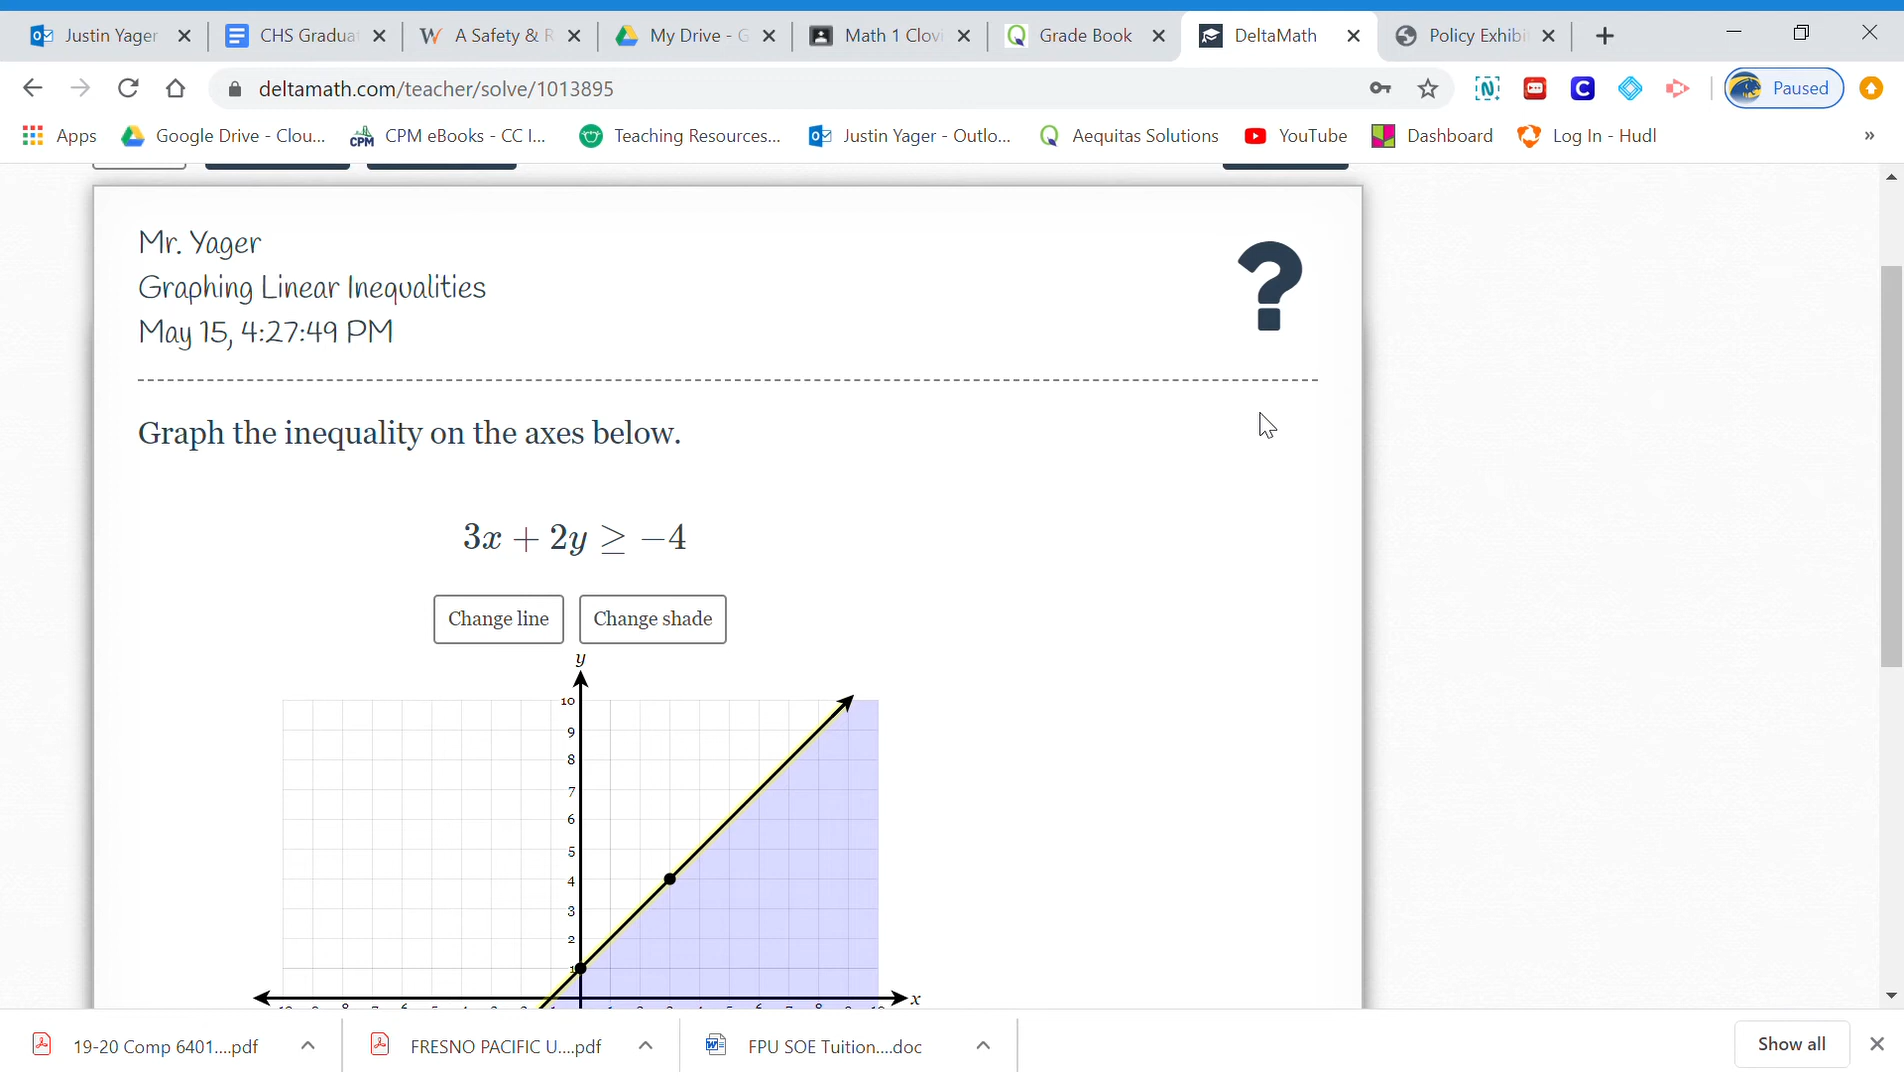 Justin Yager
CHS Gradua
A Safety & R
My Drive - G
Math 1 Clovi
Grade Book
DeltaMath
Policy Exhibi
deltamath.com/teacher/solve/1013895
Paused
Apps
Google Drive - Clou...
CPM
CPM eBooks - CC I...
Teaching Resources...
Justin Yager - Outlo...
Aequitas Solutions
YouTube
Dashboard
Log In - Hudl
»
Mr. Yager
Graphing Linear Inequalities
May 15, 4:27:49 PM
?
Graph the inequality on the axes below.
3x + 2y ≥ −4
Change line
Change shade
y
10
9
8
7
6
5
4
3
2
1
x
19-20 Comp 6401....pdf
FRESNO PACIFIC U....pdf
FPU SOE Tuition....doc
Show all